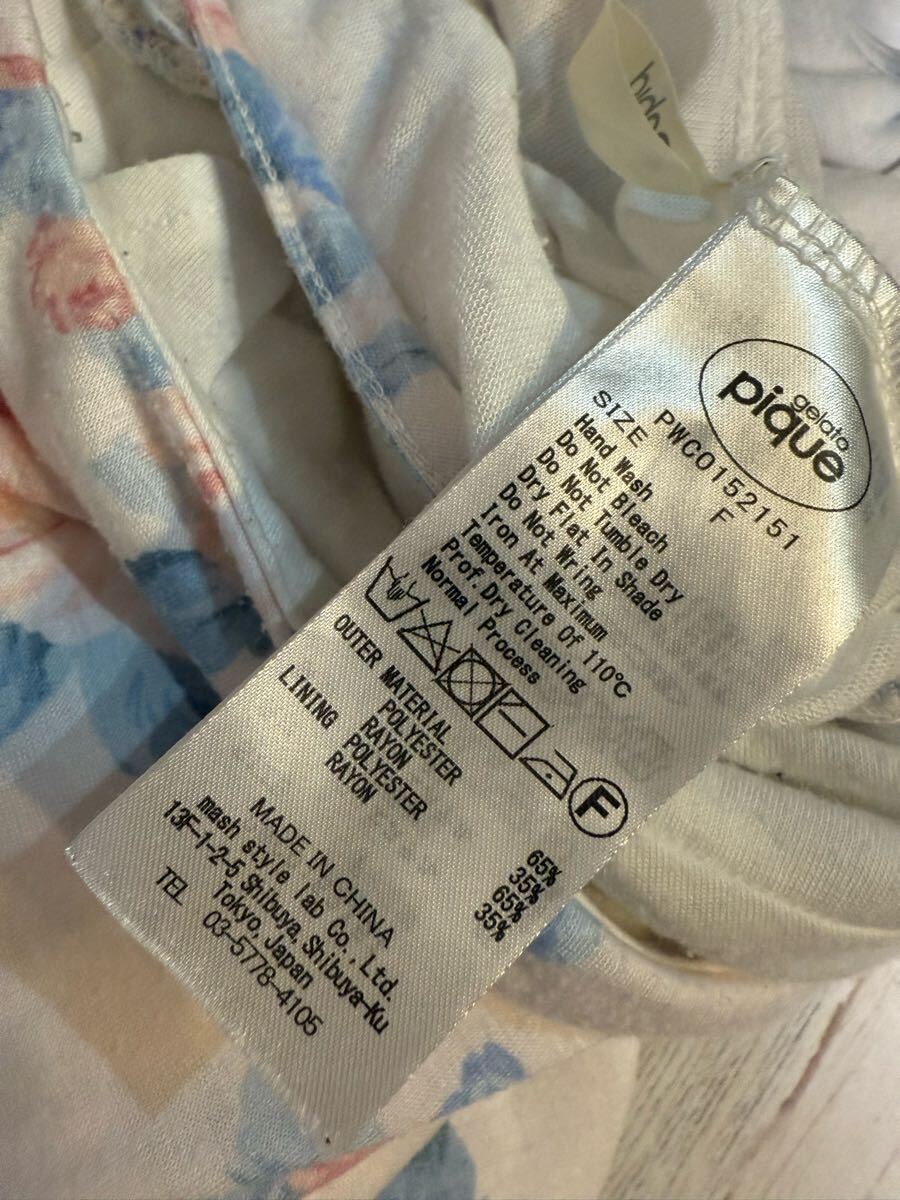 gelato
pique
PWC0152151
SIZE F
Hand Wash
Do Not Bleach
Do Not Tumble Dry
Dry Flat In Shade
Do Not Wring
Iron At Maximum
Temperature Of 110℃
Prof. Dry Cleaning
Normal Process
F
OUTER MATERIAL
POLYESTER 65%
RAYON 35%
LINING POLYESTER 65%
RAYON 35%
MADE IN CHINA
mash style lab Co., Ltd.
13F-1-2-5 Shibuya, Shibuya-Ku
Tokyo, Japan
TEL 03-5778-4105